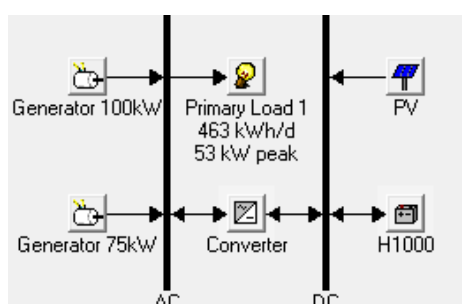 Generator 100kW
Primary Load 1
463 kWh/d
53 kW peak
PV
Generator 75kW
Converter
H1000
AC
DC